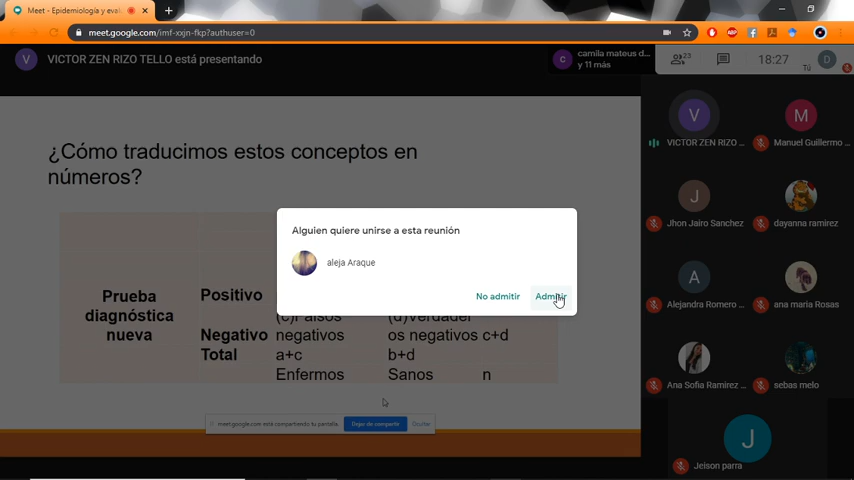 Meet - Epidemiología y eval
meet.google.com/imf-xxjn-fkp?authuser=0
ABP
V
VICTOR ZEN RIZO TELLO está presentando
c
camila mateus d...
y 11 más
23
18:27
Tú
D
¿Cómo traducimos estos conceptos en
números?
Alguien quiere unirse a esta reunión
aleja Araque
No admitir
Admitir
Prueba
diagnóstica
nueva
Positivo
Negativo
Total
(c)Falsos
negativos
a+c
Enfermos
(d)Verdader
os negativos
b+d
Sanos
c+d
n
meet.google.com está compartiendo tu pantalla.
Dejar de compartir
Ocultar
V
VICTOR ZEN RIZO ...
M
Manuel Guillermo ...
J
Jhon Jairo Sanchez
dayanna ramirez
A
Alejandra Romero ...
ana maria Rosas
Ana Sofia Ramirez ...
sebas melo
J
Jeison parra